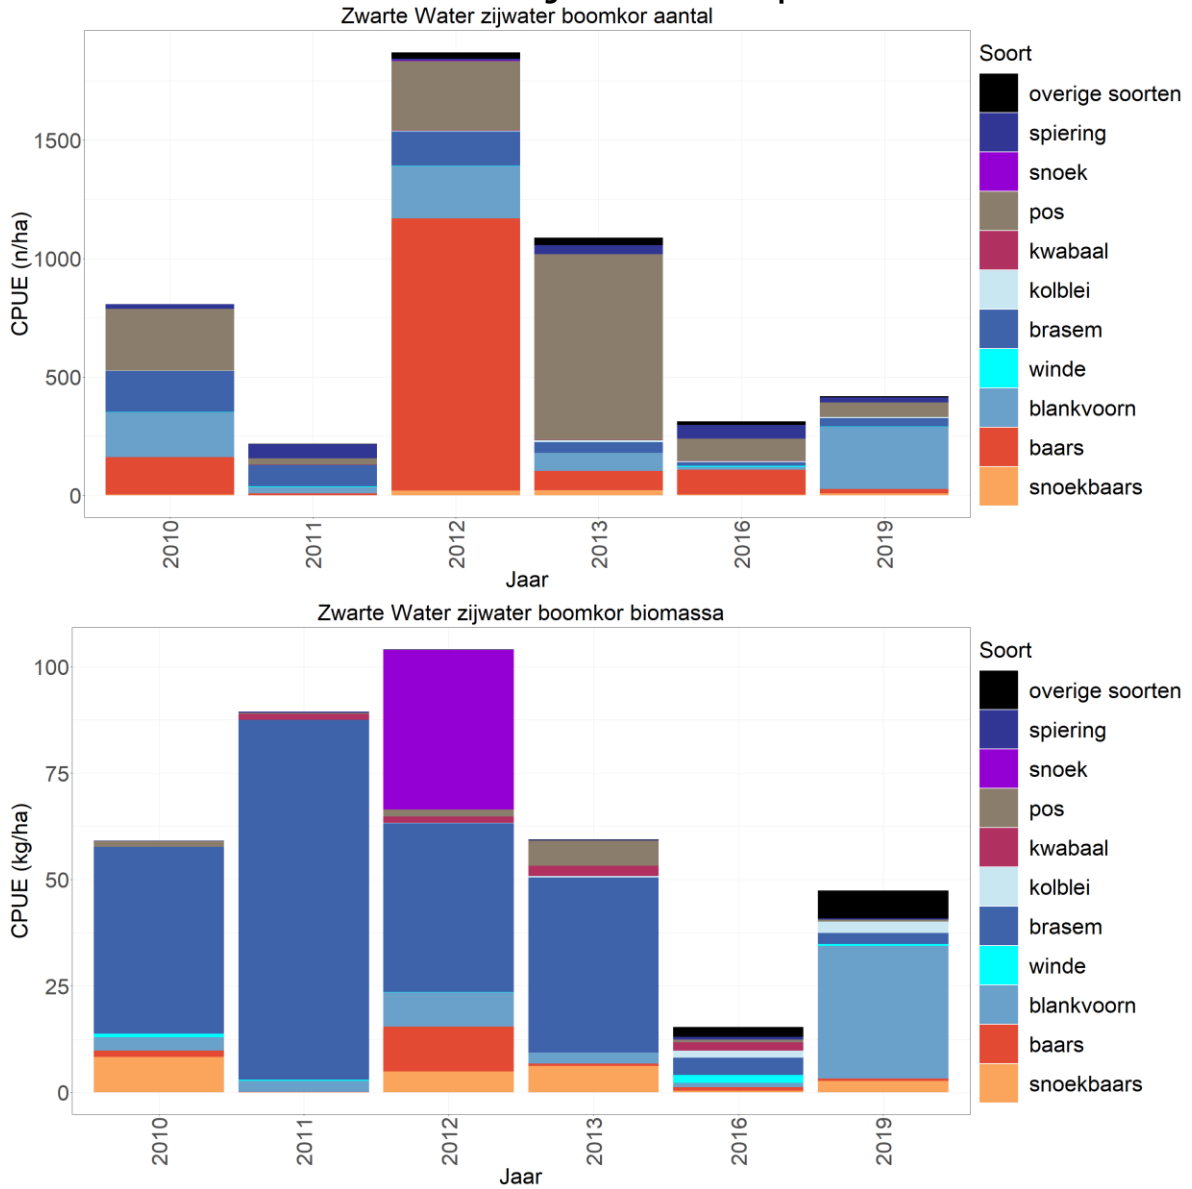 Zwarte Water zijwater boomkor aantal
CPUE (n/ha)
1500
1000
500
0
2010
2011
2012
2013
2016
2019
Jaar
Soort
overige soorten
spiering
snoek
pos
kwabaal
kolblei
brasem
winde
blankvoorn
baars
snoekbaars
Zwarte Water zijwater boomkor biomassa
CPUE (kg/ha)
100
75
50
25
0
2010
2011
2012
2013
2016
2019
Jaar
Soort
overige soorten
spiering
snoek
pos
kwabaal
kolblei
brasem
winde
blankvoorn
baars
snoekbaars